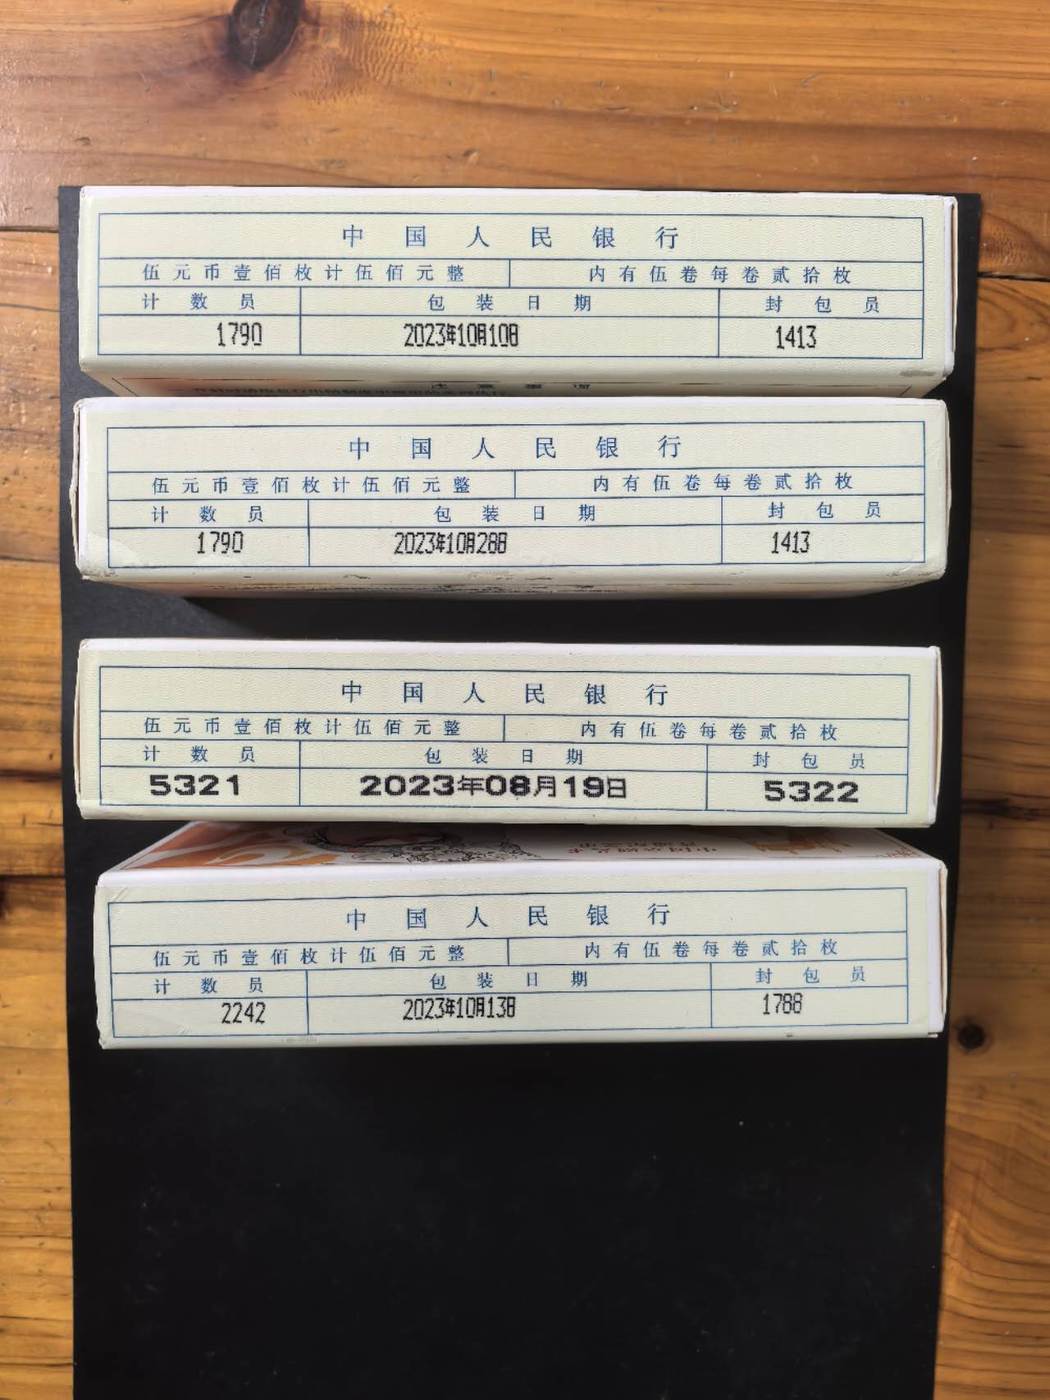 中国人民银行
伍元币壹佰枚计伍佰元整 内有伍卷每卷贰拾枚
计数员 包装日期 封包员
1790 2023年10月10日 1413
中国人民银行
伍元币壹佰枚计伍佰元整 内有伍卷每卷贰拾枚
计数员 包装日期 封包员
1790 2023年10月28日 1413
中国人民银行
伍元币壹佰枚计伍佰元整 内有伍卷每卷贰拾枚
计数员 包装日期 封包员
5321 2023年08月19日 5322
中国人民银行
伍元币壹佰枚计伍佰元整 内有伍卷每卷贰拾枚
计数员 包装日期 封包员
2242 2023年10月13日 1788